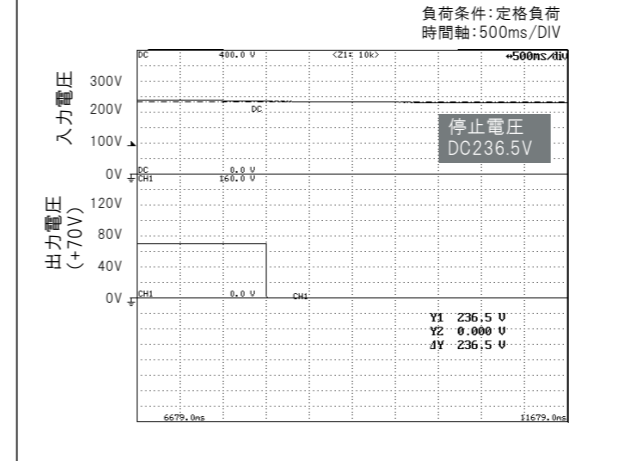 負荷条件:定格負荷
時間軸:500ms/DIV
DC 400.0 V <Z1: 10k> ↔500ms/div
入力電圧
300V
200V
100V
0V
DC
停止電圧
DC236.5V
DC 0.0 V
CH1 160.0 V
出力電圧
(+70V)
120V
80V
40V
0V
CH1 0.0 V CH1
Y1 236.5 V
Y2 0.000 V
ΔY 236.5 V
6679.0ms 11679.0ms